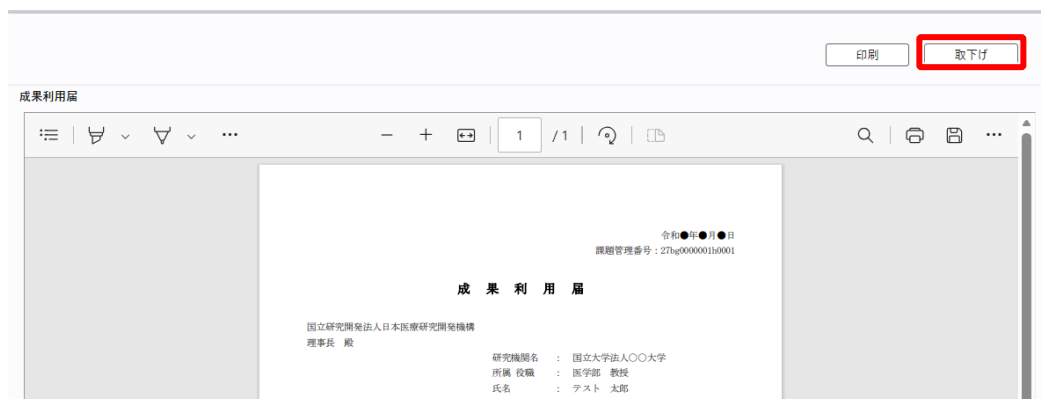 印刷 取下げ
成果利用届
1 /1
令和●年●月●日
課題管理番号：27bg0000001h0001
成 果 利 用 届
国立研究開発法人日本医療研究開発機構
理事長 殿
研究機関名 ： 国立大学法人〇〇大学
所属 役職 ： 医学部 教授
氏名 ： テスト 太郎